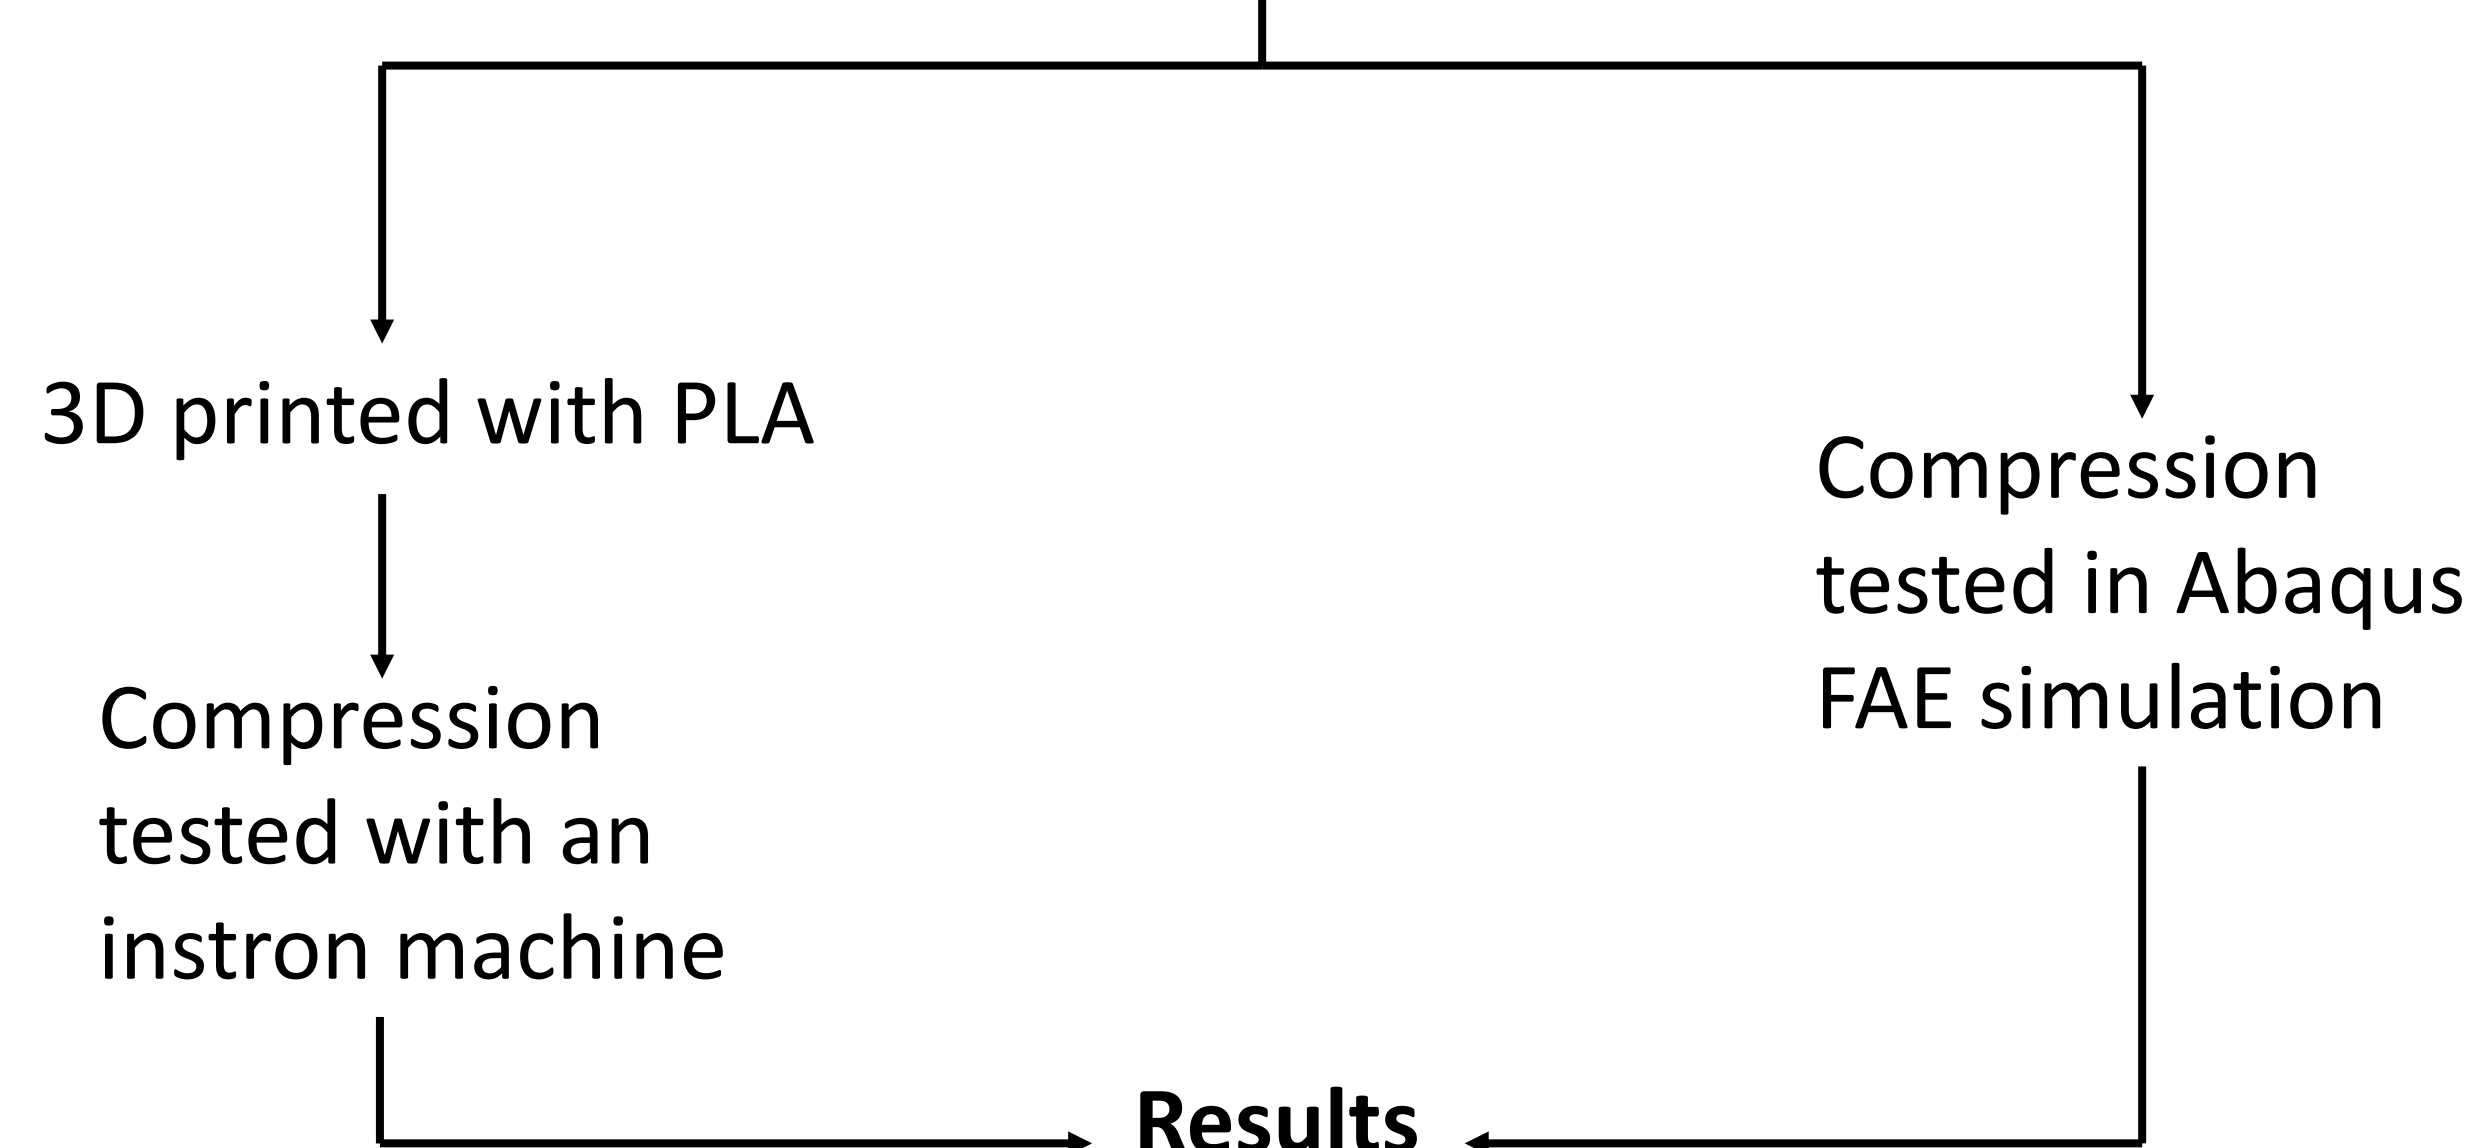 3D printed with PLA
Compression
tested with an
instron machine
Compression
tested in Abaqus
FAE simulation
Results